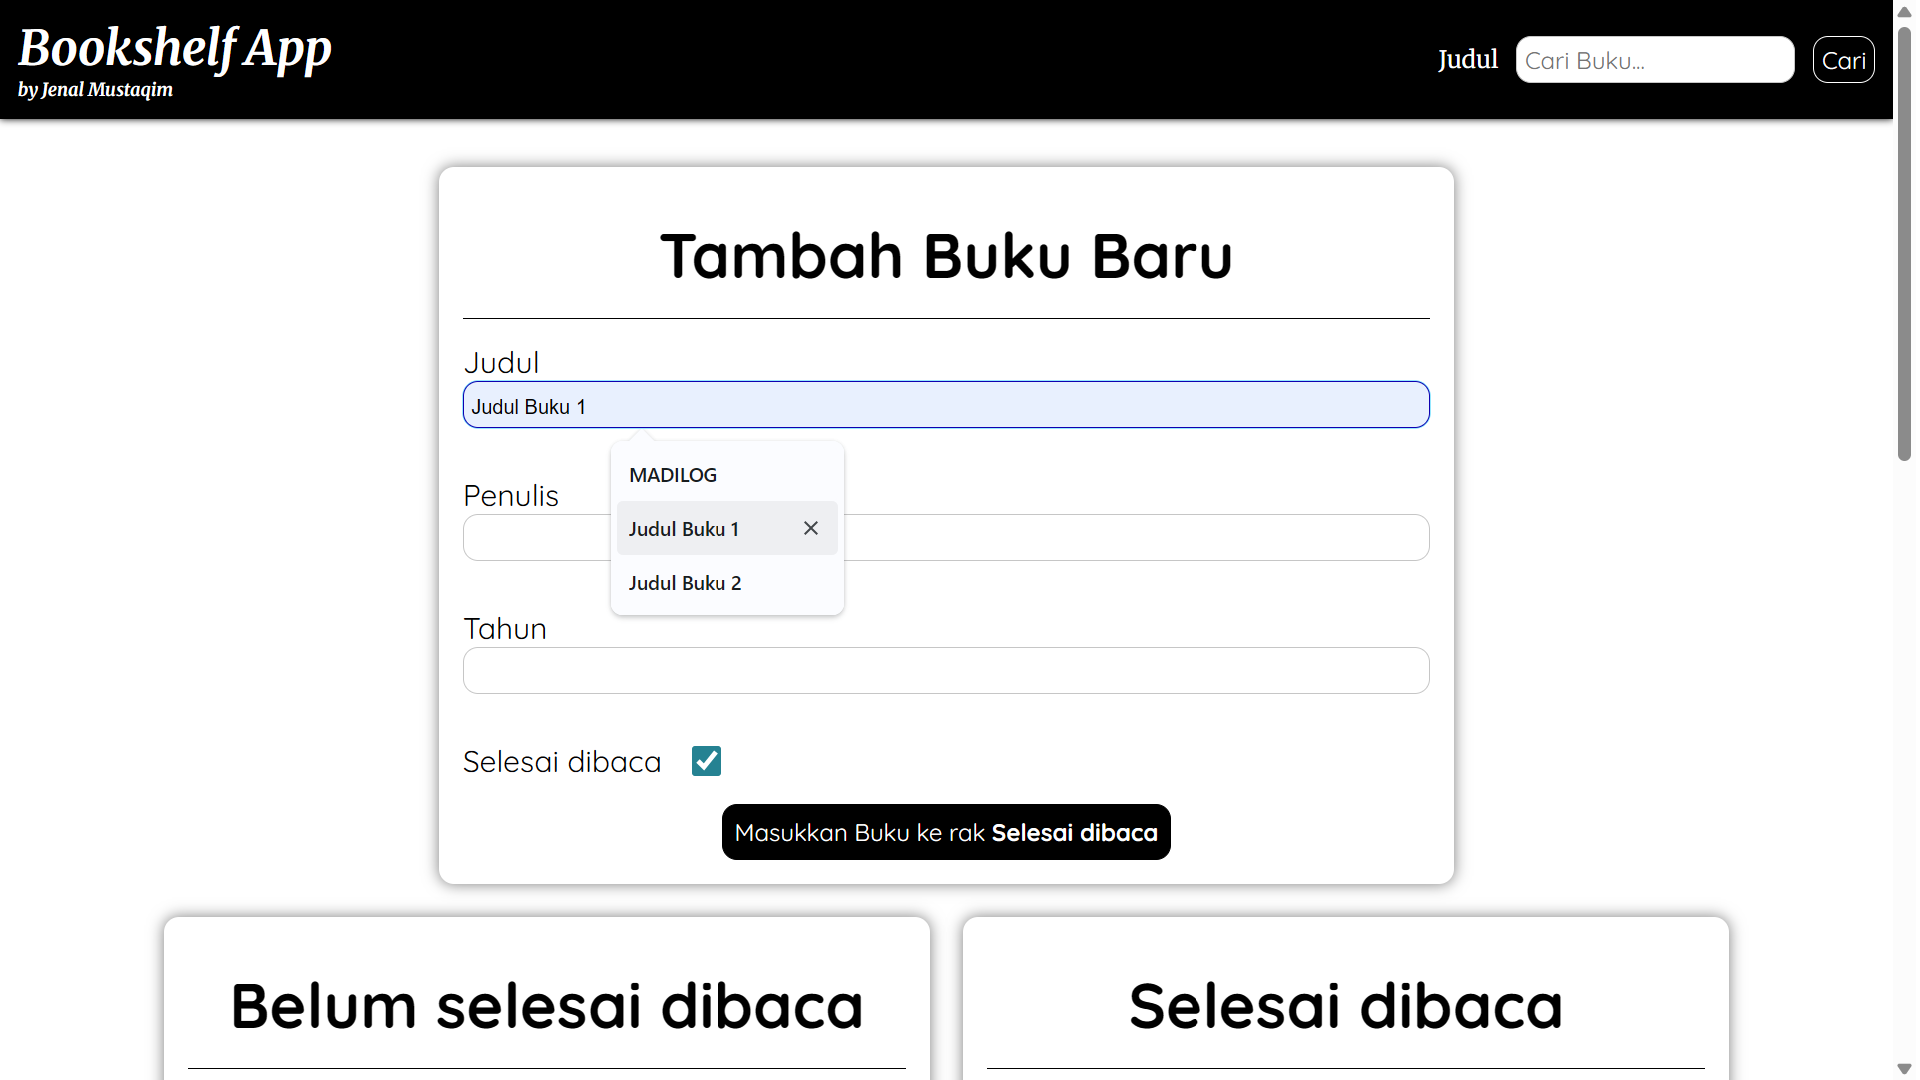 Bookshelf App
by Jenal Mustaqim
Judul
Cari Buku...
Cari
Tambah Buku Baru
Judul
Judul Buku 1
MADILOG
Judul Buku 1
Judul Buku 2
Penulis
Tahun
Selesai dibaca
Masukkan Buku ke rak Selesai dibaca
Belum selesai dibaca
Selesai dibaca